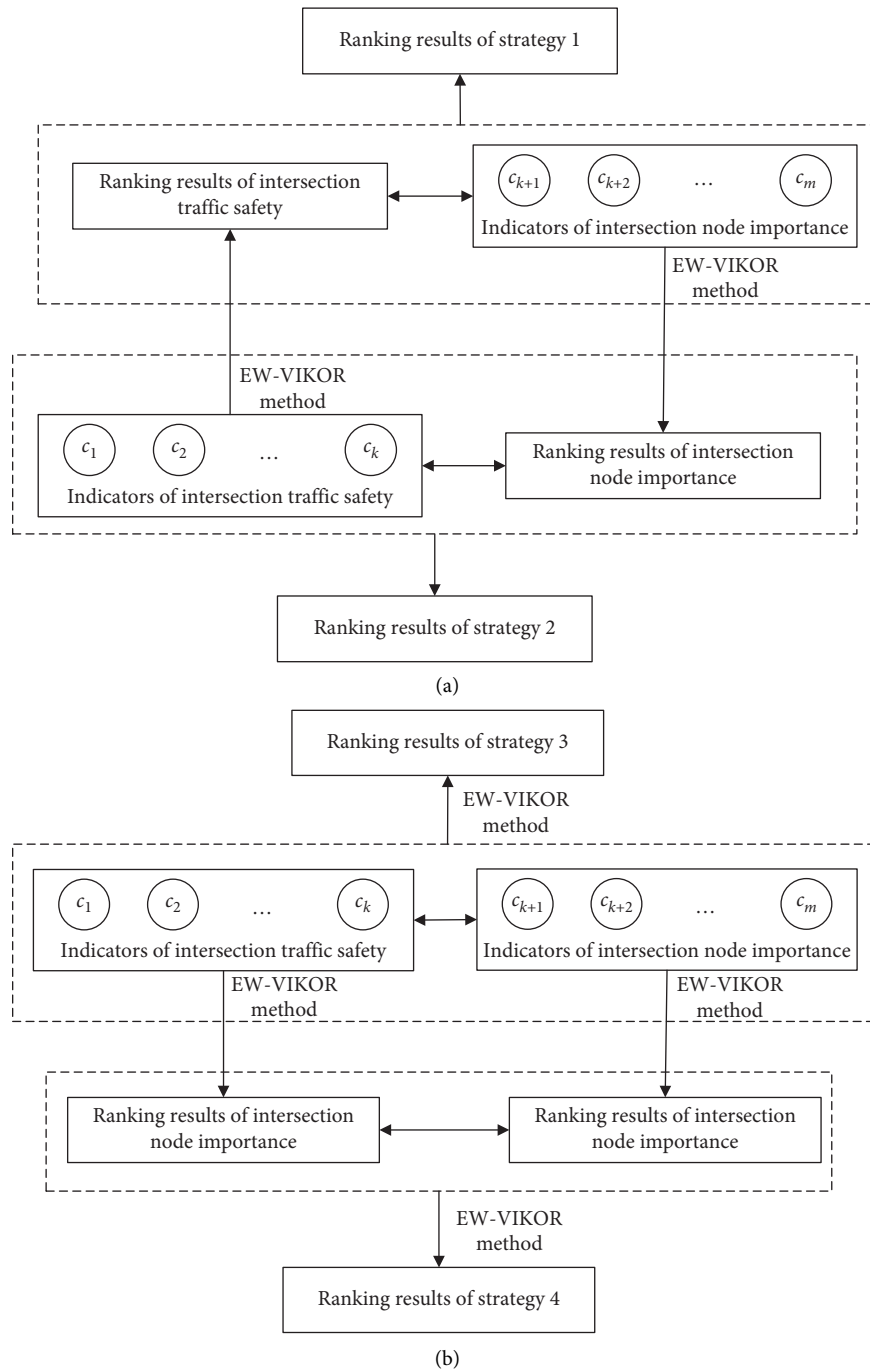 Ranking results of strategy 1
Ranking results of intersection
traffic safety
c_{k+1} c_{k+2} … c_m
Indicators of intersection node importance
EW-VIKOR
method
EW-VIKOR
method
c_1 c_2 … c_k
Indicators of intersection traffic safety
Ranking results of intersection
node importance
Ranking results of strategy 2
(a)
Ranking results of strategy 3
EW-VIKOR
method
c_1 c_2 … c_k
Indicators of intersection traffic safety
c_{k+1} c_{k+2} … c_m
Indicators of intersection node importance
EW-VIKOR
method
EW-VIKOR
method
Ranking results of intersection
node importance
Ranking results of intersection
node importance
EW-VIKOR
method
Ranking results of strategy 4
(b)